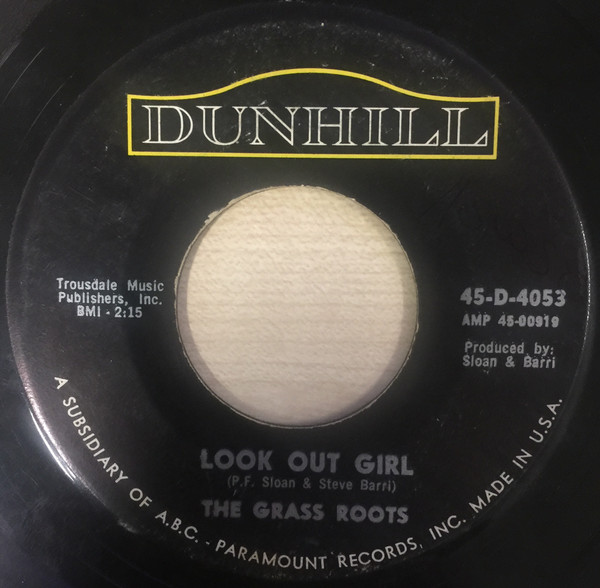 DUNHILL
Trousdale Music
Publishers, Inc.
BMI - 2:15
45-D-4053
AMP 45-00919
Produced by:
Sloan & Barri
LOOK OUT GIRL
(P.F. Sloan & Steve Barri)
THE GRASS ROOTS
A SUBSIDIARY OF A.B.C. - PARAMOUNT RECORDS, INC. MADE IN U.S.A.